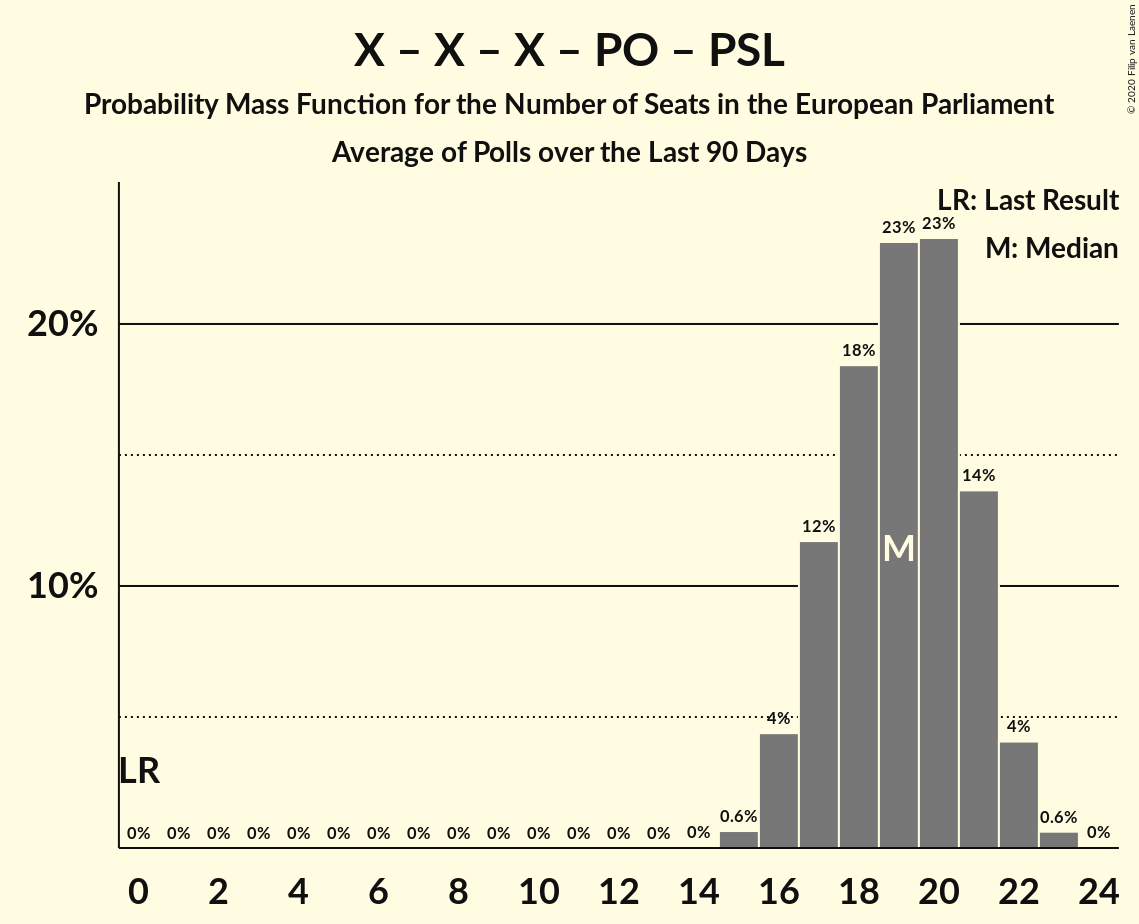 X – X – X – PO – PSL
Probability Mass Function for the Number of Seats in the European Parliament
Average of Polls over the Last 90 Days
© 2020 Filip van Laenen
LR: Last Result
M: Median
23% 23%
20%
18%
14%
12%
M
10%
4% 4%
LR
0% 0% 0% 0% 0% 0% 0% 0% 0% 0% 0% 0% 0% 0% 0% 0.6% 0.6% 0%
0 2 4 6 8 10 12 14 16 18 20 22 24